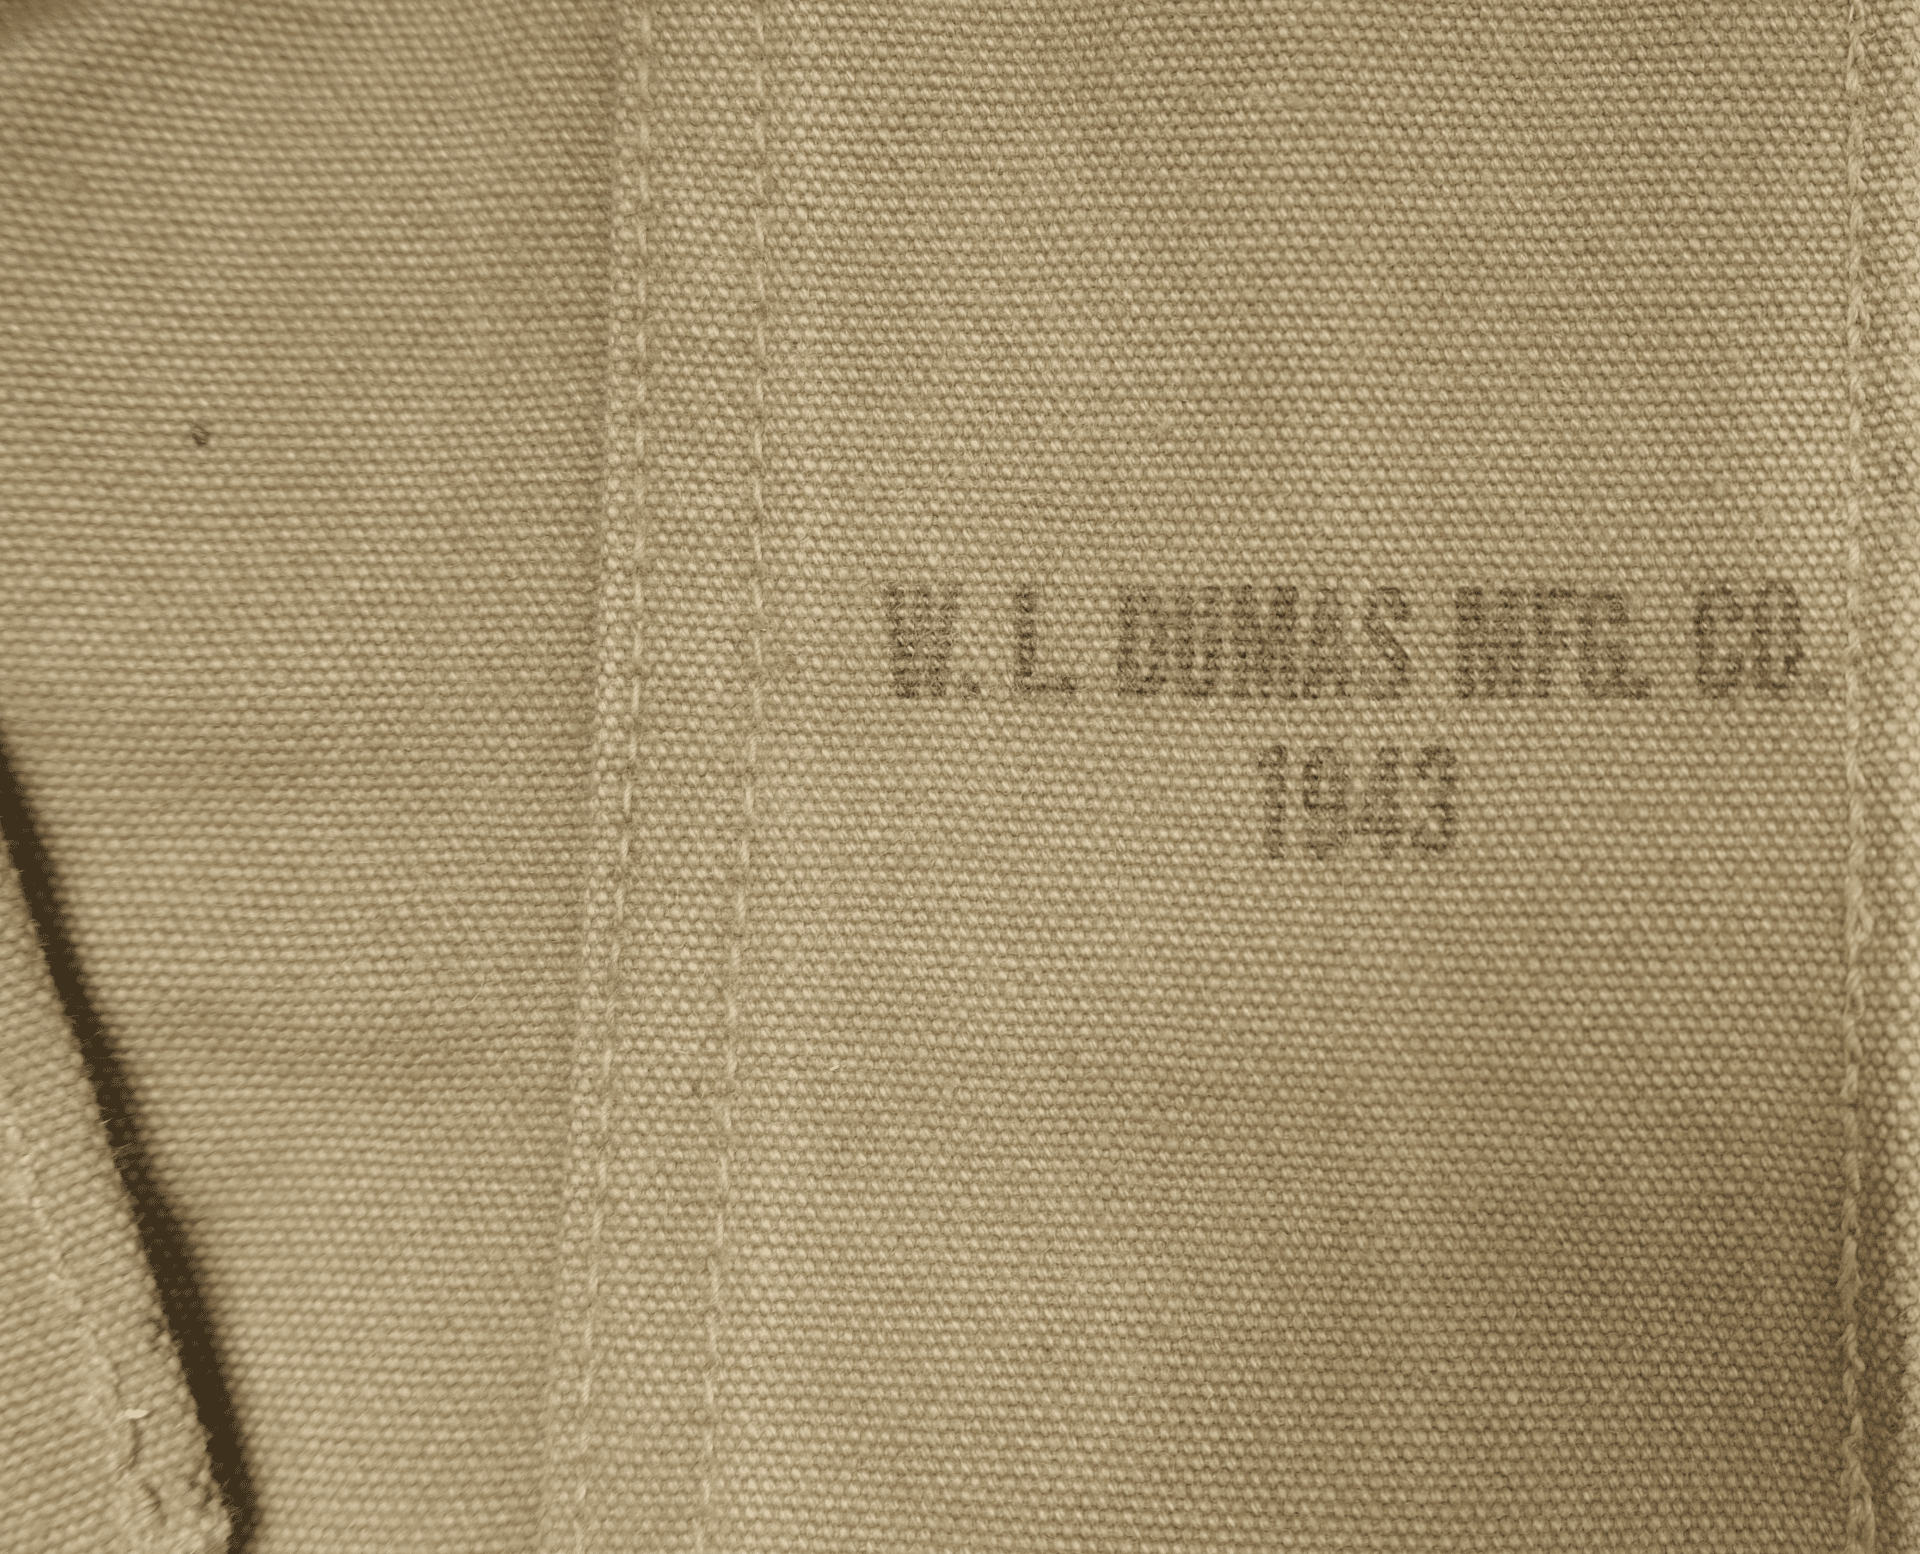 W. L. DUMAS MFG. CO
1943